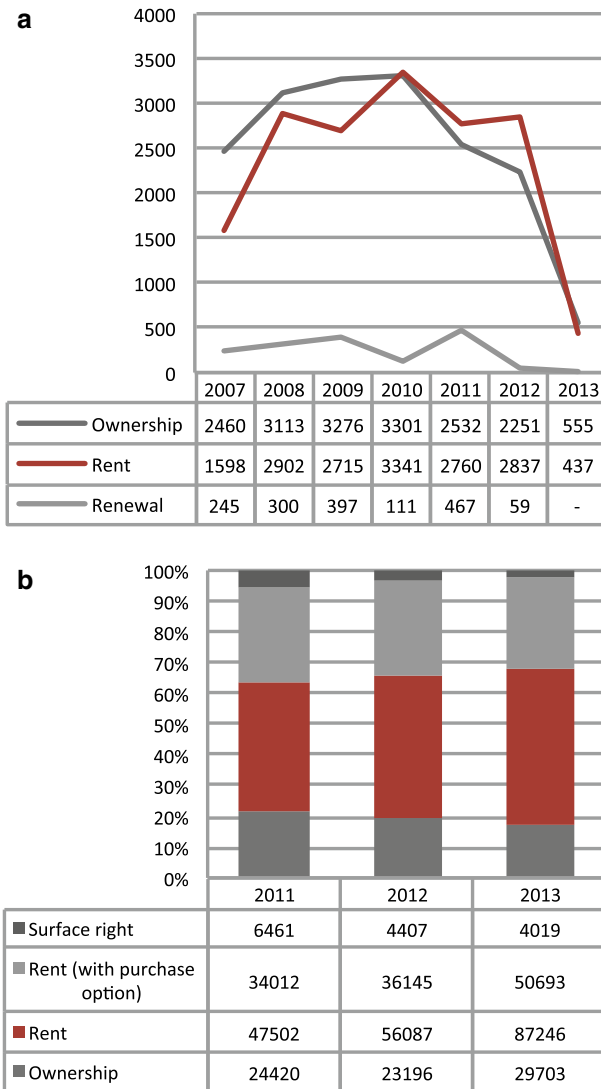 a
4000
3500
3000
2500
2000
1500
1000
500
0
2007 2008 2009 2010 2011 2012 2013
Ownership 2460 3113 3276 3301 2532 2251 555
Rent 1598 2902 2715 3341 2760 2837 437
Renewal 245 300 397 111 467 59 -
b
100%
90%
80%
70%
60%
50%
40%
30%
20%
10%
0%
2011 2012 2013
Surface right 6461 4407 4019
Rent (with purchase
option) 34012 36145 50693
Rent 47502 56087 87246
Ownership 24420 23196 29703